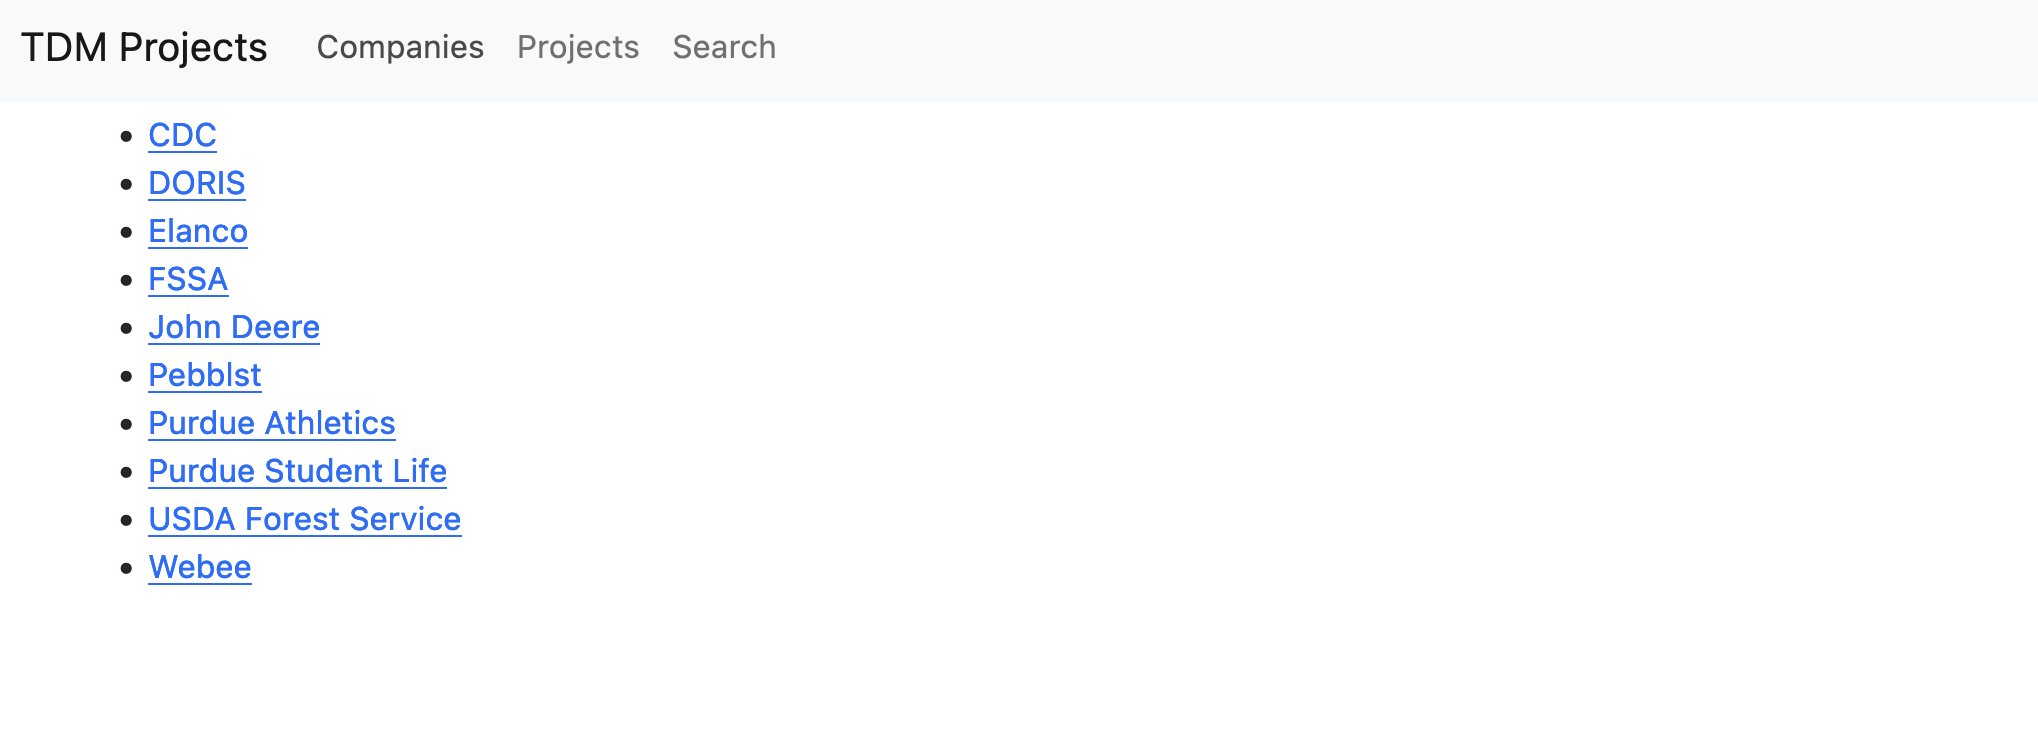 TDM Projects Companies Projects Search
CDC
DORIS
Elanco
FSSA
John Deere
Pebblst
Purdue Athletics
Purdue Student Life
USDA Forest Service
Webee